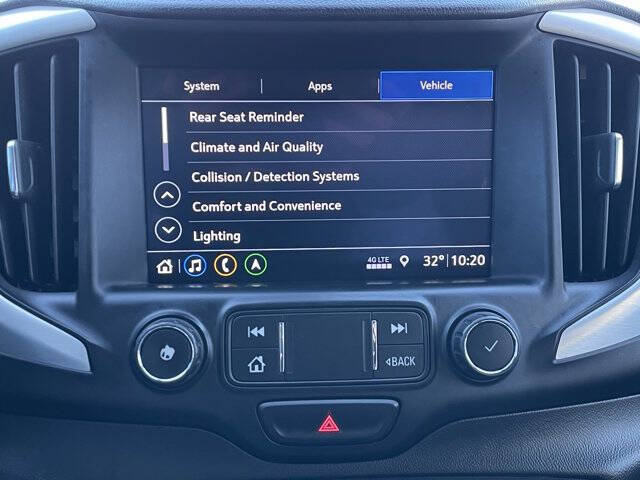 System Apps Vehicle
Rear Seat Reminder
Climate and Air Quality
Collision / Detection Systems
Comfort and Convenience
Lighting
4G LTE 32° 10:20
BACK